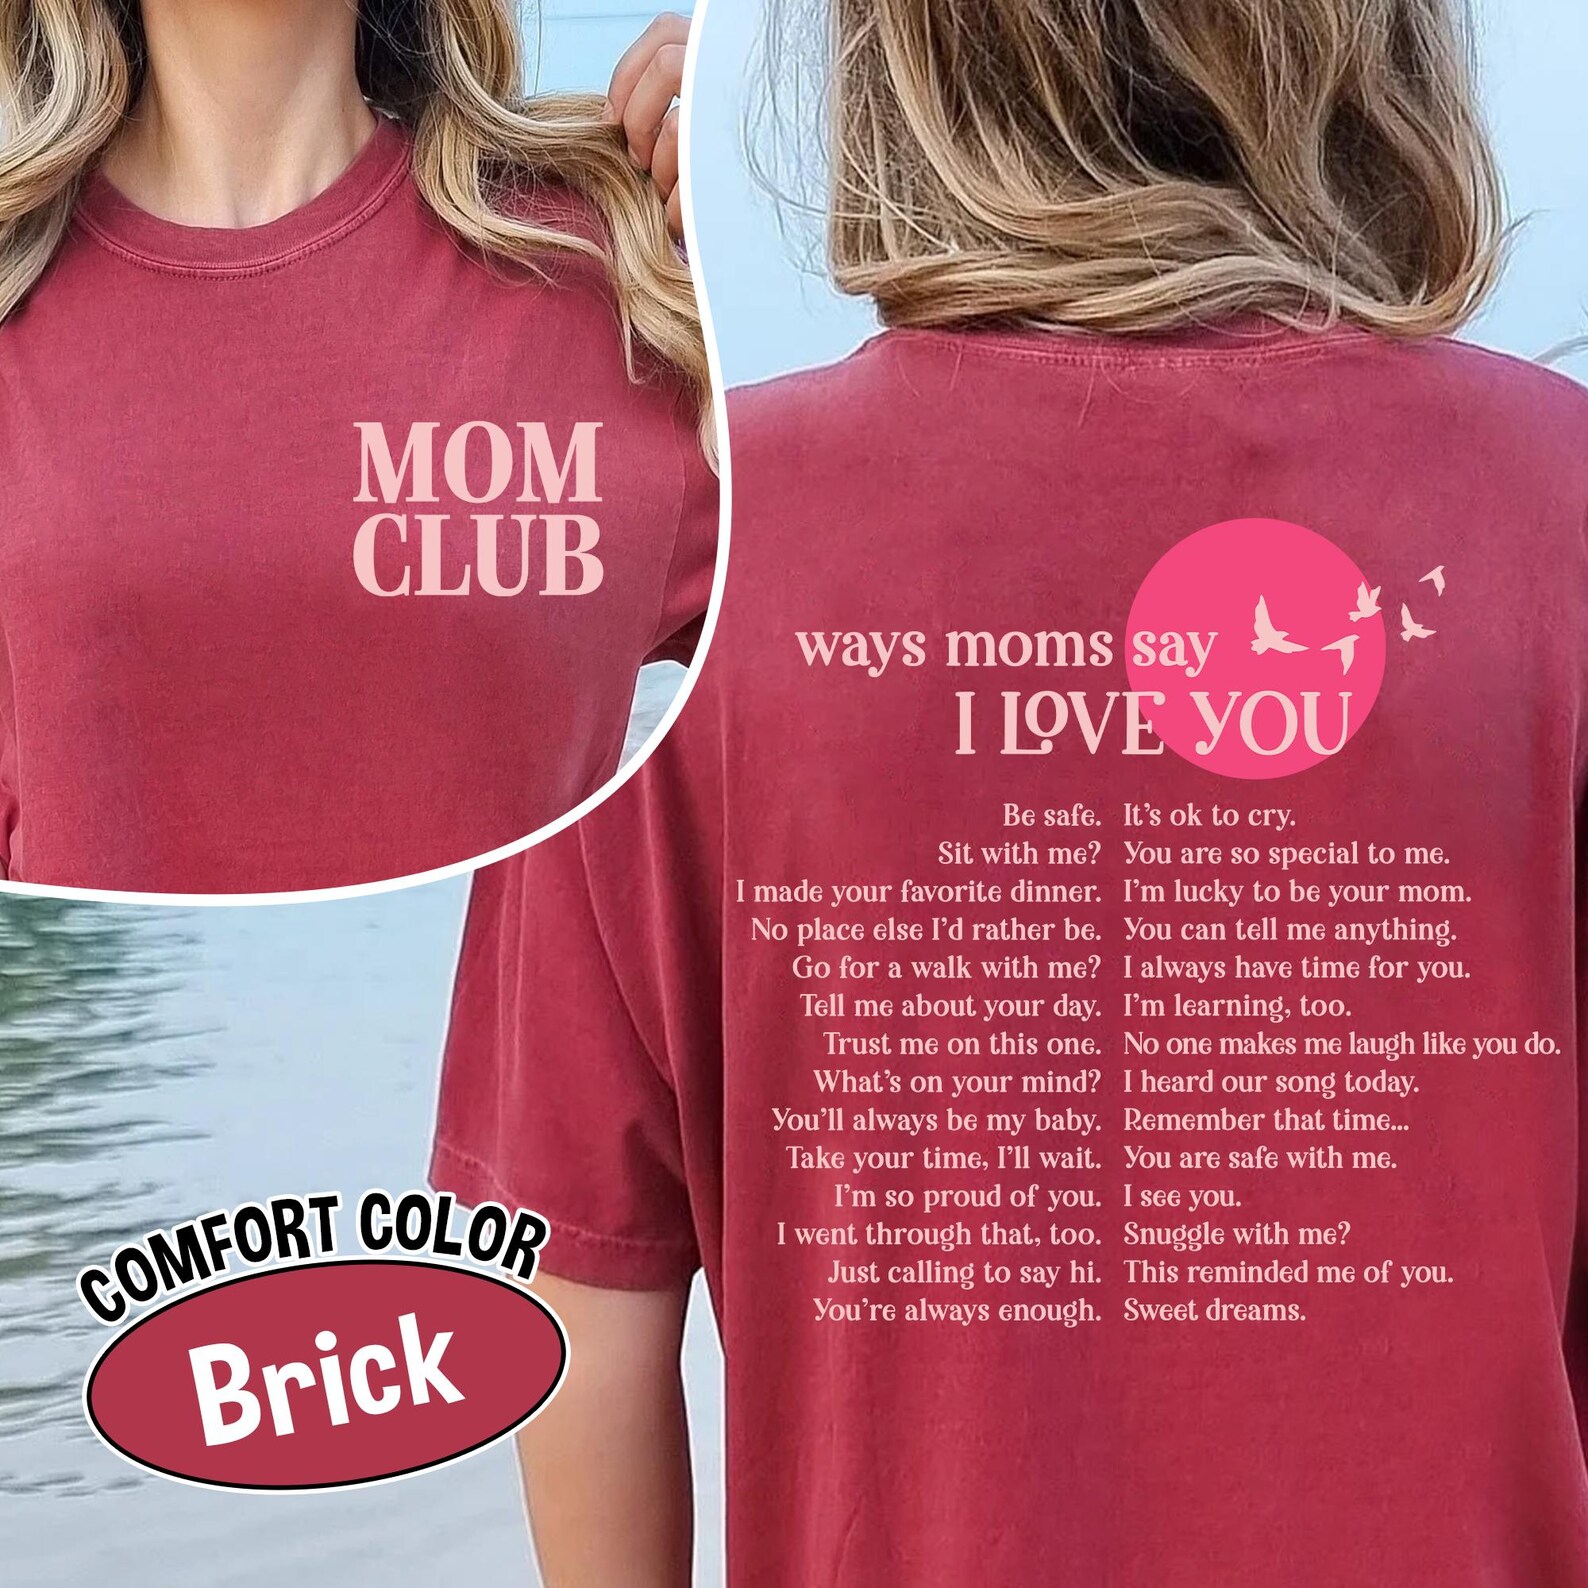 MOM
CLUB
ways moms say
I LOVE YOU
Be safe. It's ok to cry.
Sit with me? You are so special to me.
I made your favorite dinner. I'm lucky to be your mom.
No place else I'd rather be. You can tell me anything.
Go for a walk with me? I always have time for you.
Tell me about your day. I'm learning, too.
Trust me on this one. No one makes me laugh like you do.
What's on your mind? I heard our song today.
You'll always be my baby. Remember that time...
Take your time, I'll wait. You are safe with me.
I'm so proud of you. I see you.
I went through that, too. Snuggle with me?
Just calling to say hi. This reminded me of you.
You're always enough. Sweet dreams.
COMFORT COLOR
Brick